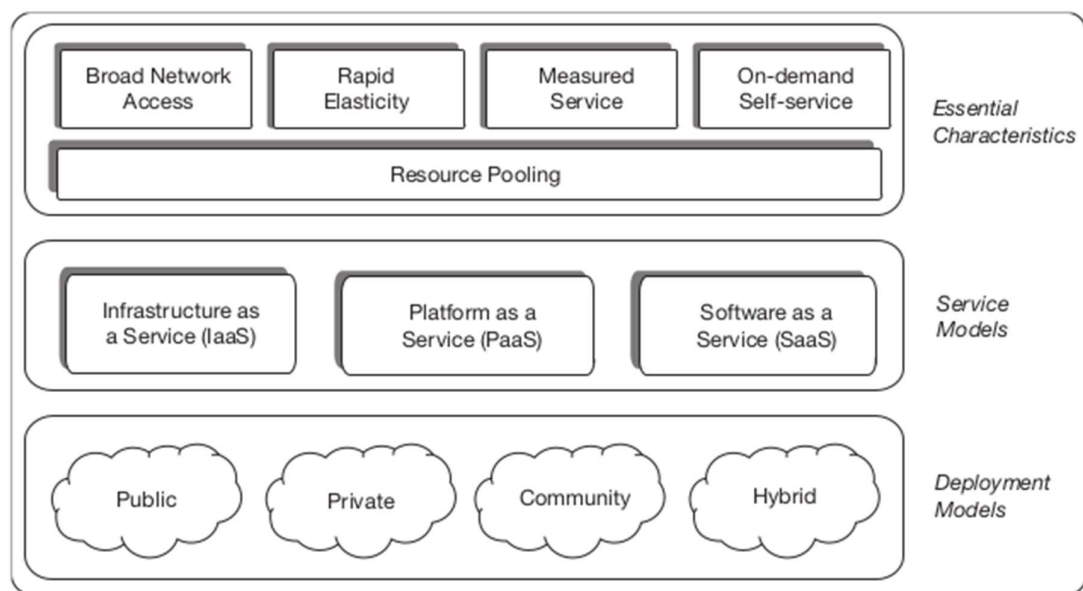 Broad Network
Access
Rapid
Elasticity
Measured
Service
On-demand
Self-service
Resource Pooling
Essential
Characteristics
Infrastructure as
a Service (IaaS)
Platform as a
Service (PaaS)
Software as a
Service (SaaS)
Service
Models
Public
Private
Community
Hybrid
Deployment
Models